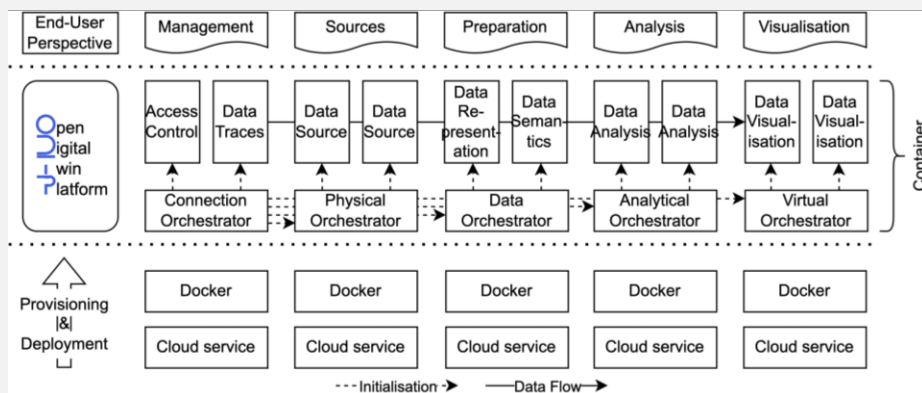 End-User
Perspective
Management
Sources
Preparation
Analysis
Visualisation
Open
Digital
Twin
Platform
Access
Control
Data
Traces
Data
Source
Data
Source
Data
Re-
present-
ation
Data
Seman-
tics
Data
Analysis
Data
Analysis
Data
Visual-
isation
Data
Visual-
isation
Container
Connection
Orchestrator
Physical
Orchestrator
Data
Orchestrator
Analytical
Orchestrator
Virtual
Orchestrator
Provisioning
|&|
Deployment
Docker
Docker
Docker
Docker
Docker
Cloud service
Cloud service
Cloud service
Cloud service
Cloud service
Initialisation
Data Flow